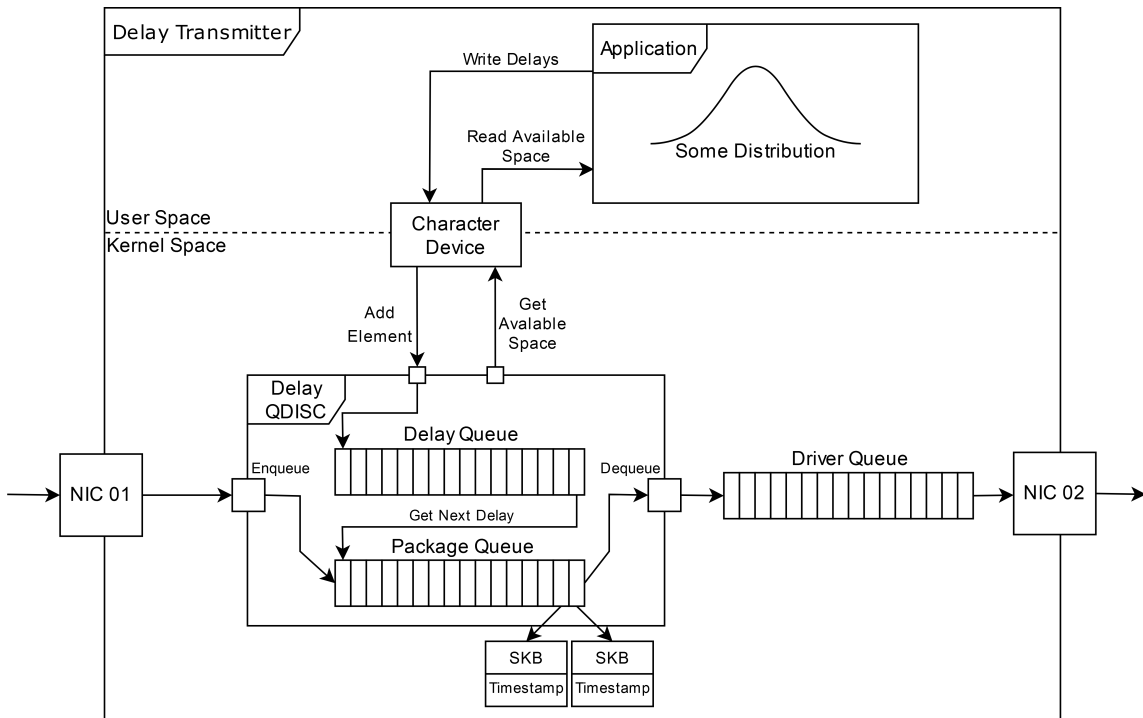 Delay Transmitter
Application
Write Delays
Some Distribution
Read Available
Space
User Space
Kernel Space
Character
Device
Add
Element
Get
Avalable
Space
Delay
QDISC
Delay Queue
Enqueue
Dequeue
Driver Queue
NIC 01
NIC 02
Get Next Delay
Package Queue
SKB
Timestamp
SKB
Timestamp